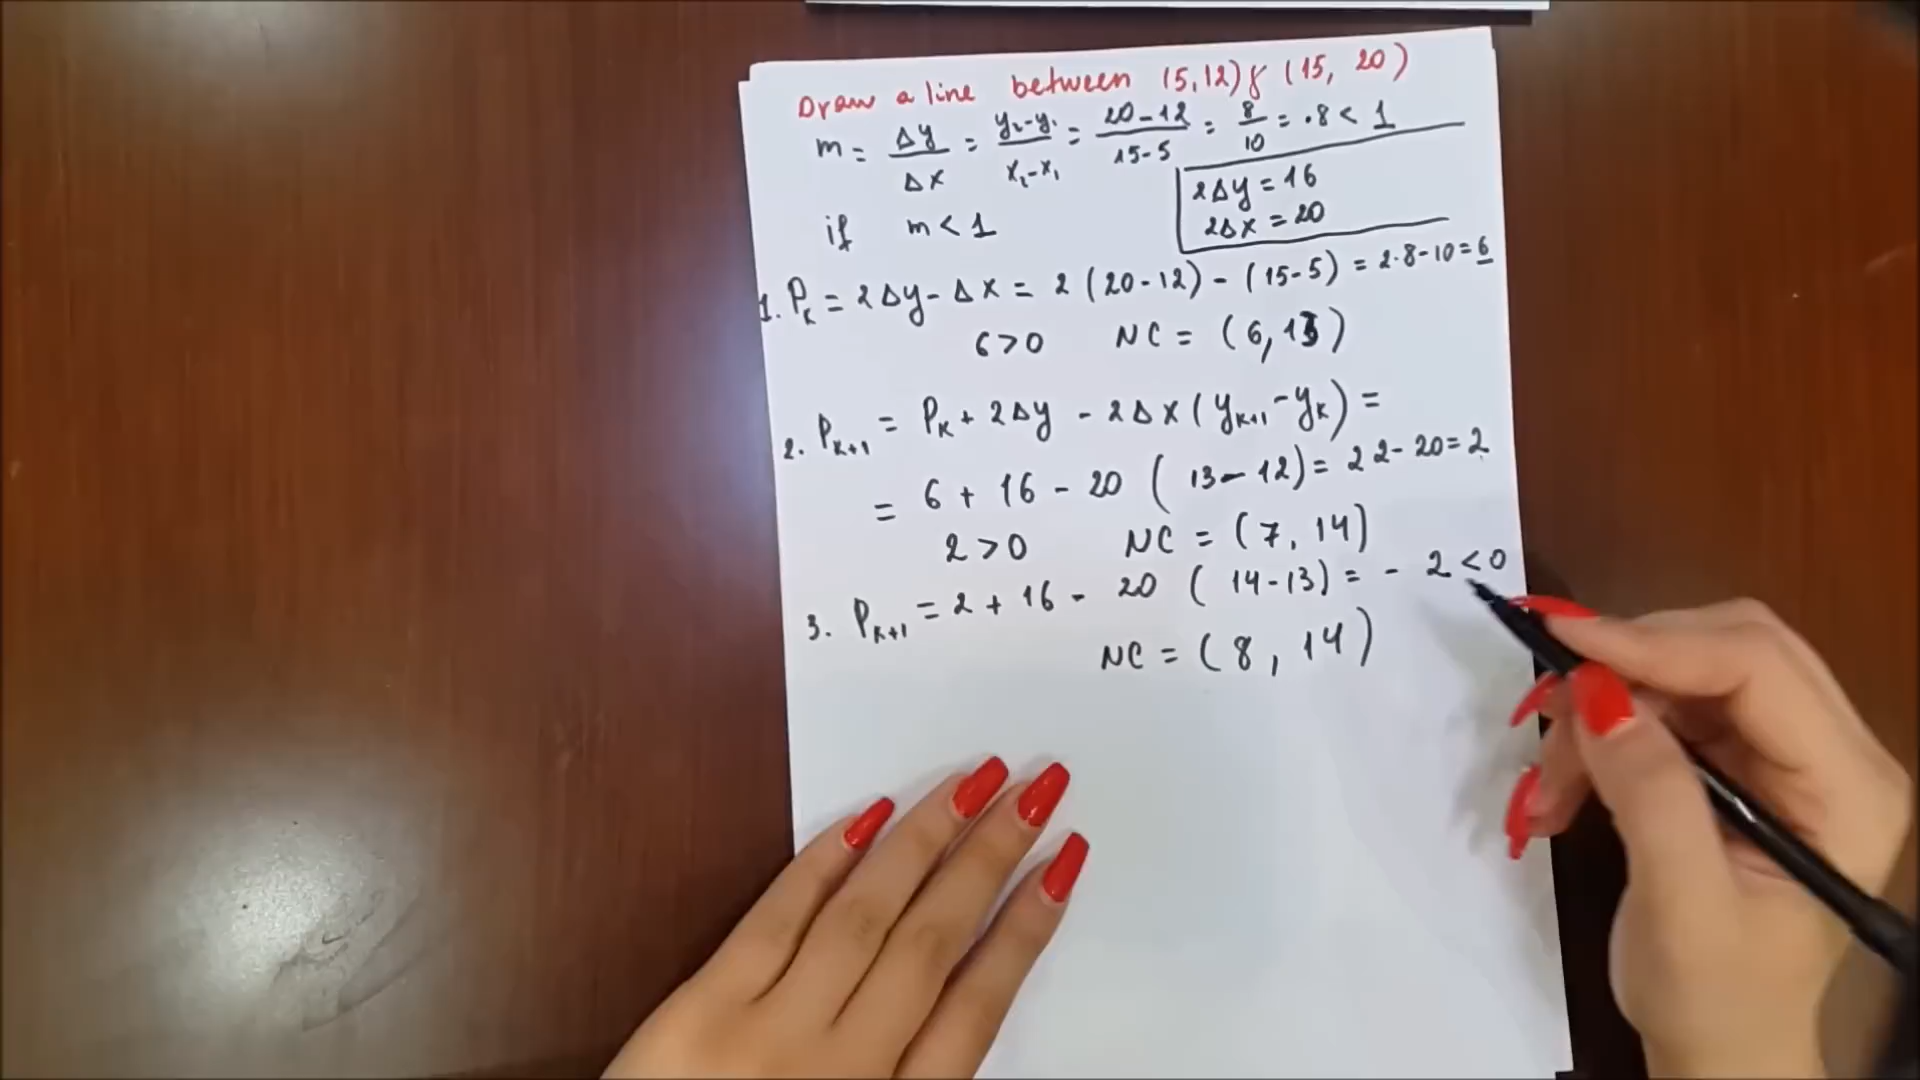 Draw a line between (5,12) & (15, 20)
m = Δy/Δx = y₂-y₁/x₂-x₁ = 20-12/15-5 = 8/10 = .8 < 1
2Δy = 16
2Δx = 20
if m < 1
1. Pₖ = 2Δy - Δx = 2 (20-12) - (15-5) = 2·8-10 = 6
6>0 NC = (6, 13)
2. Pₖ₊₁ = Pₖ + 2Δy - 2Δx (yₖ₊₁ - yₖ) =
= 6 + 16 - 20 (13-12) = 22-20 = 2
2>0 NC = (7, 14)
3. Pₖ₊₁ = 2 + 16 - 20 (14-13) = -2<0
NC = (8, 14)